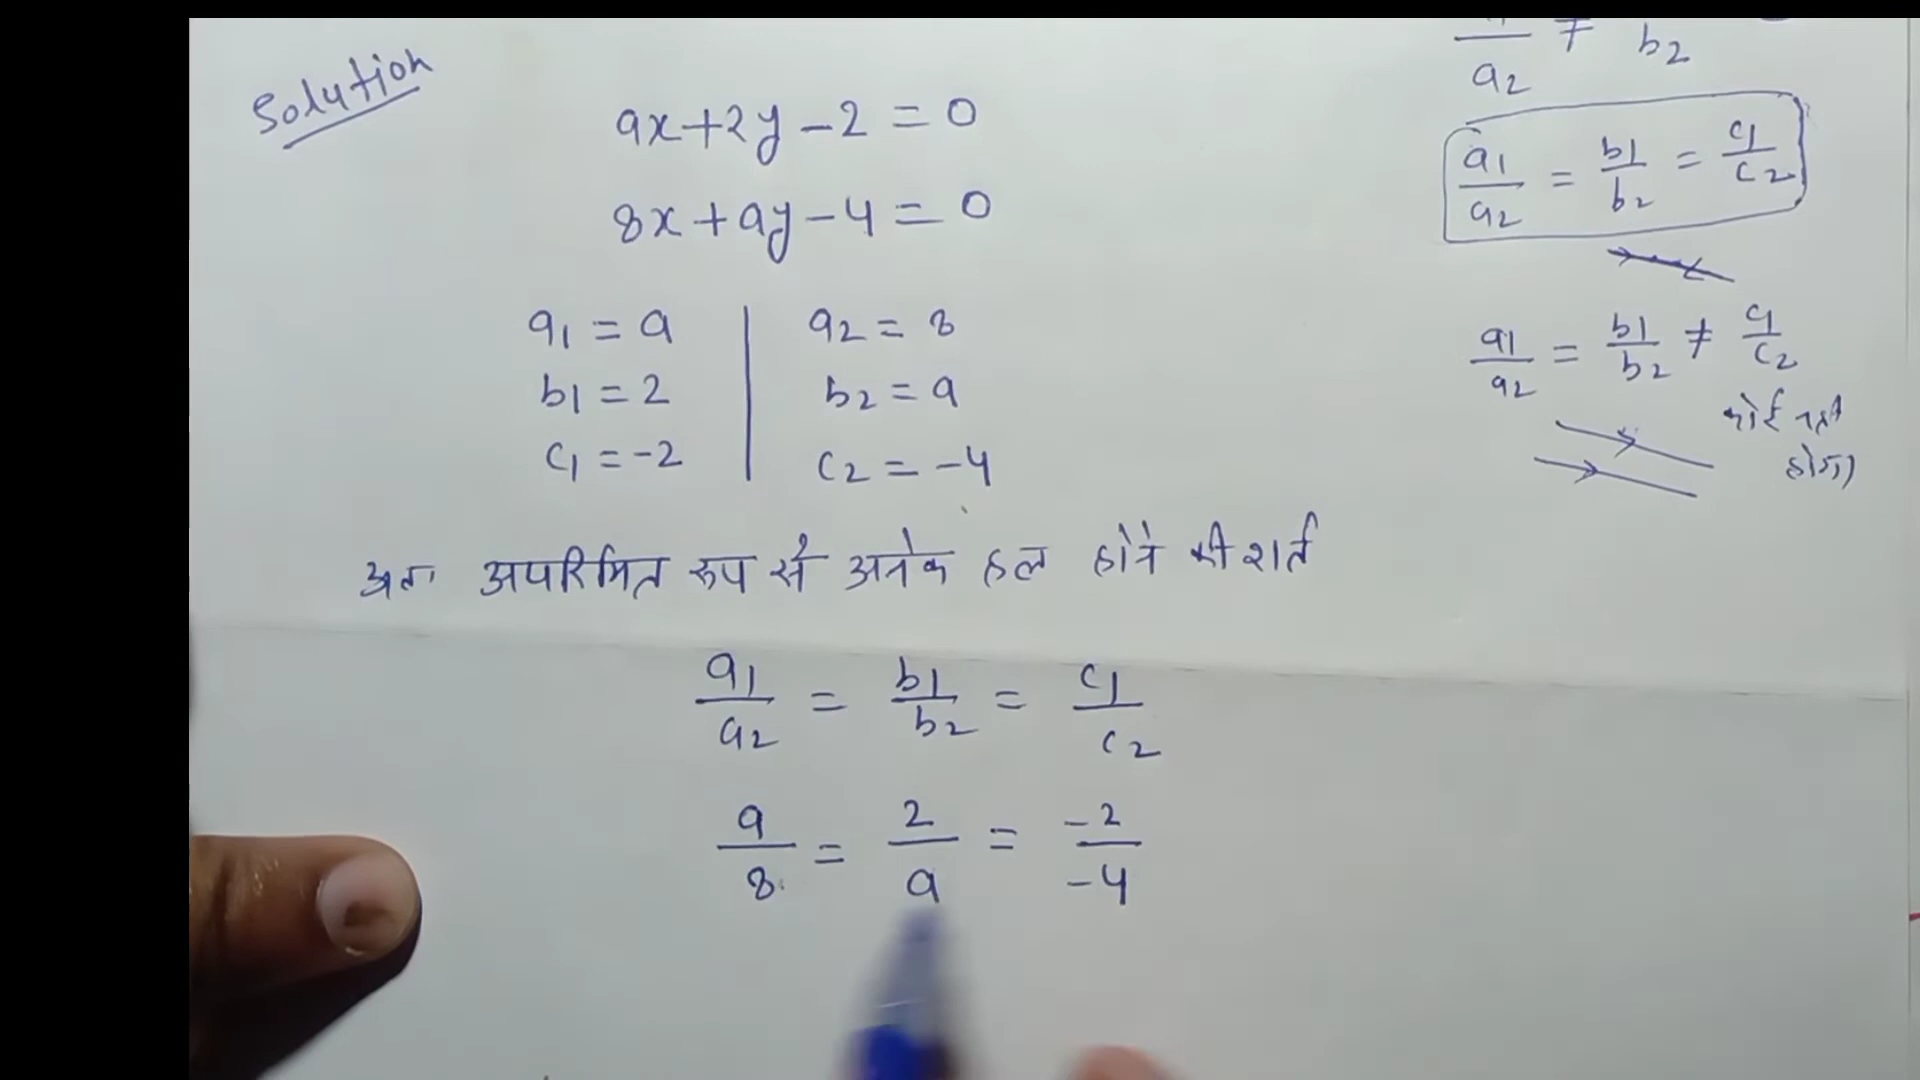 Solution
ax+2y-2=0
8x+ay-4=0
a1 = a | a2 = 8
b1 = 2 | b2 = a
c1 = -2 | c2 = -4
अतः अपरिमित रूप से अनेक हल होने की शर्त
a1/a2 = b1/b2 = c1/c2
a/8 = 2/a = -2/-4
a2 ≠ b2
a1/a2 = b1/b2 = c1/c2
a1/a2 = b1/b2 ≠ c1/c2
कोई नहीं
होगा